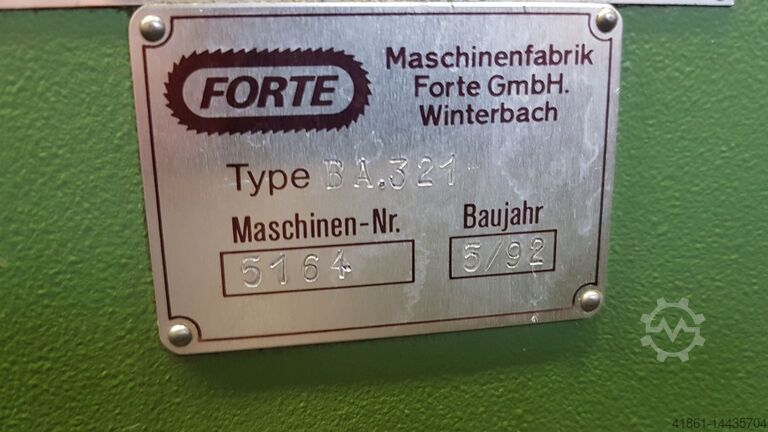 FORTE
Maschinenfabrik
Forte GmbH.
Winterbach
Type BA.321
Maschinen-Nr. Baujahr
5164 5/92
41861-14435704